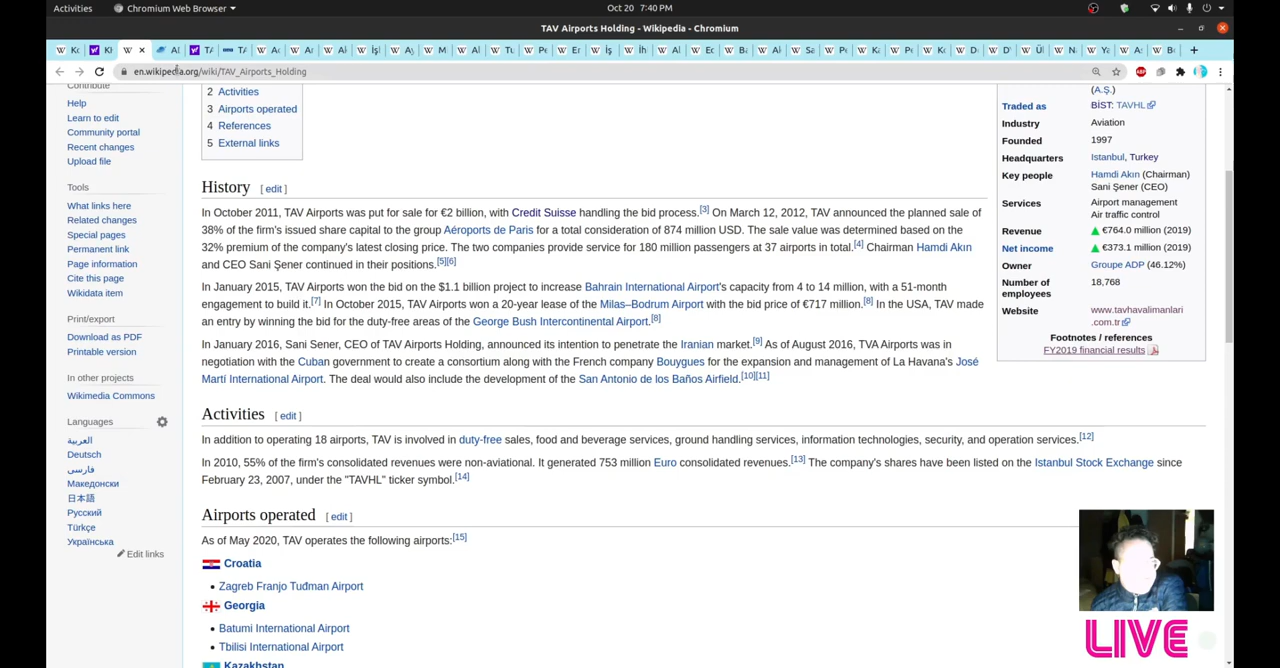 Activities
Chromium Web Browser
Oct 20 7:40 PM
TAV Airports Holding - Wikipedia - Chromium
en.wikipedia.org/wiki/TAV_Airports_Holding
Contribute
Help
Learn to edit
Community portal
Recent changes
Upload file
Tools
What links here
Related changes
Special pages
Permanent link
Page information
Cite this page
Wikidata item
Print/export
Download as PDF
Printable version
In other projects
Wikimedia Commons
Languages
العربية
Deutsch
فارسی
Македонски
日本語
Русский
Türkçe
Українська
Edit links
2 Activities
3 Airports operated
4 References
5 External links
History [ edit ]
In October 2011, TAV Airports was put for sale for €2 billion, with Credit Suisse handling the bid process.[3] On March 12, 2012, TAV announced the planned sale of
38% of the firm's issued share capital to the group Aéroports de Paris for a total consideration of 874 million USD. The sale value was determined based on the
32% premium of the company's latest closing price. The two companies provide service for 180 million passengers at 37 airports in total.[4] Chairman Hamdi Akın
and CEO Sani Şener continued in their positions.[5][6]
In January 2015, TAV Airports won the bid on the $1.1 billion project to increase Bahrain International Airport's capacity from 4 to 14 million, with a 51-month
engagement to build it.[7] In October 2015, TAV Airports won a 20-year lease of the Milas–Bodrum Airport with the bid price of €717 million.[8] In the USA, TAV made
an entry by winning the bid for the duty-free areas of the George Bush Intercontinental Airport.[8]
In January 2016, Sani Sener, CEO of TAV Airports Holding, announced its intention to penetrate the Iranian market.[9] As of August 2016, TVA Airports was in
negotiation with the Cuban government to create a consortium along with the French company Bouygues for the expansion and management of La Havana's José
Martí International Airport. The deal would also include the development of the San Antonio de los Baños Airfield.[10][11]
Activities [ edit ]
In addition to operating 18 airports, TAV is involved in duty-free sales, food and beverage services, ground handling services, information technologies, security, and operation services.[12]
In 2010, 55% of the firm's consolidated revenues were non-aviational. It generated 753 million Euro consolidated revenues.[13] The company's shares have been listed on the Istanbul Stock Exchange since
February 23, 2007, under the "TAVHL" ticker symbol.[14]
Airports operated [ edit ]
As of May 2020, TAV operates the following airports:[15]
Croatia
• Zagreb Franjo Tuđman Airport
Georgia
• Batumi International Airport
• Tbilisi International Airport
Kazakhstan
(A.Ş.)
Traded as BİST: TAVHL
Industry Aviation
Founded 1997
Headquarters Istanbul, Turkey
Key people Hamdi Akın (Chairman)
Sani Şener (CEO)
Services Airport management
Air traffic control
Revenue €764.0 million (2019)
Net income €373.1 million (2019)
Owner Groupe ADP (46.12%)
Number of employees 18,768
Website www.tavhavalimanlari
.com.tr
Footnotes / references
FY2019 financial results
LIVE